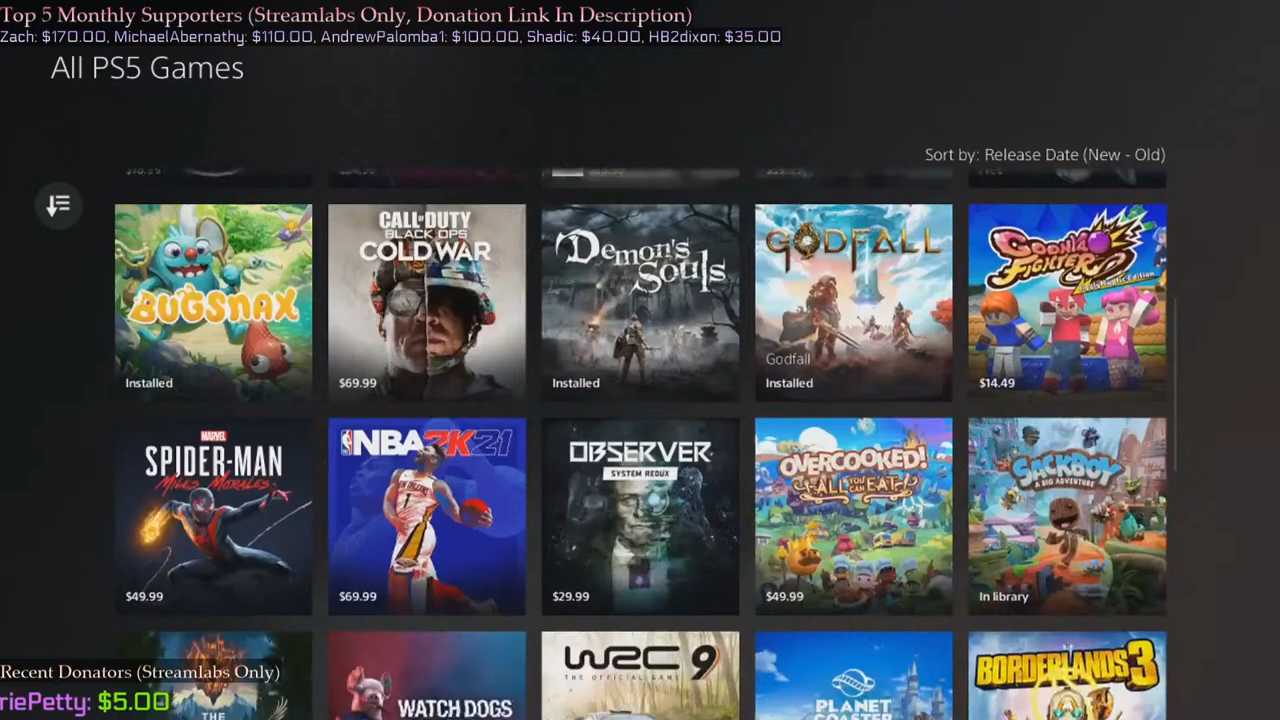 Top 5 Monthly Supporters (Streamlabs Only, Donation Link In Description)
Zach: $170.00, MichaelAbernathy: $110.00, AndrewPalomba1: $100.00, Shadic: $40.00, HB2dixon: $35.00
All PS5 Games
Sort by: Release Date (New - Old)
BUGSNAX
Installed
CALL OF DUTY
BLACK OPS
COLD WAR
$69.99
Demon's
Souls
Installed
GODFALL
Godfall
Installed
GOONYA
FIGHTER
$14.49
MARVEL
SPIDER-MAN
MILES MORALES
$49.99
NBA 2K21
$69.99
OBSERVER
SYSTEM REDUX
$29.99
OVERCOOKED!
ALL YOU CAN EAT
$49.99
SACKBOY
A BIG ADVENTURE
In library
THE
WATCH DOGS
WRC 9
THE OFFICIAL GAME
PLANET
COASTER
BORDERLANDS 3
Recent Donators (Streamlabs Only)
riePetty: $5.00